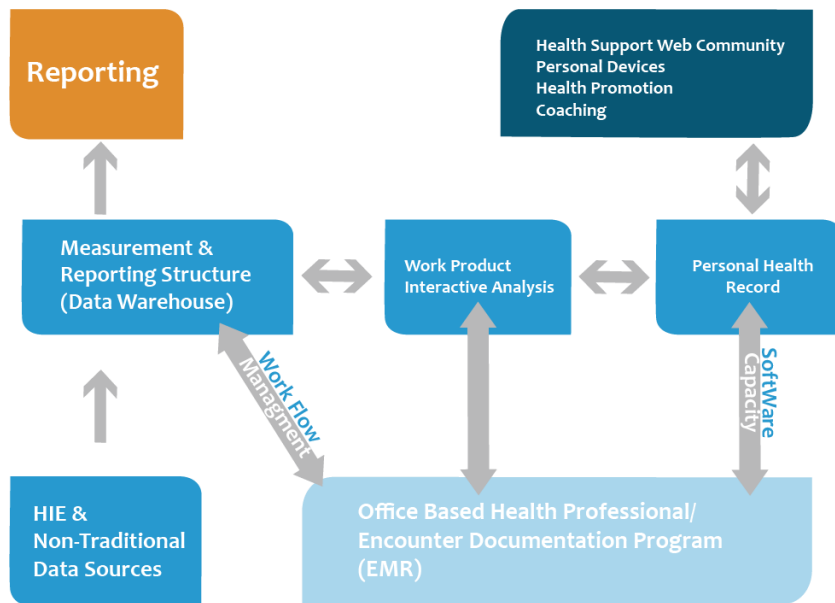 Reporting
Health Support Web Community
Personal Devices
Health Promotion
Coaching
Measurement &
Reporting Structure
(Data Warehouse)
Work Product
Interactive Analysis
Personal Health
Record
Work Flow
Managment
SoftWare
Capacity
HIE &
Non-Traditional
Data Sources
Office Based Health Professional/
Encounter Documentation Program
(EMR)